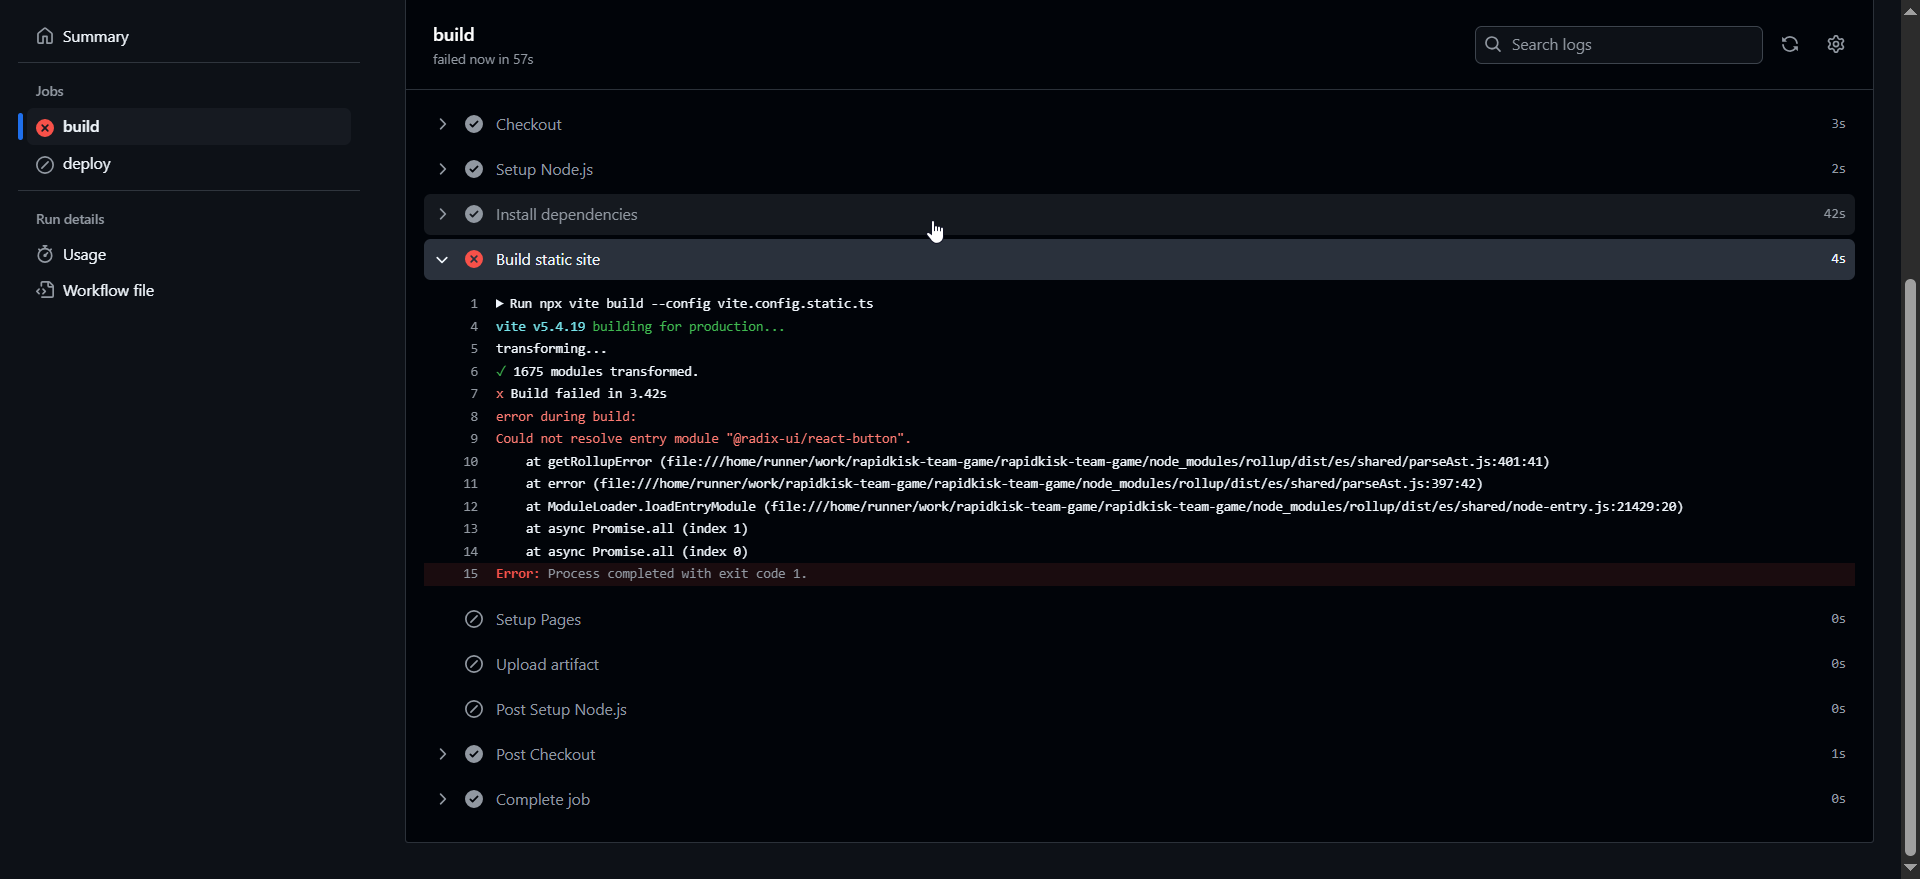 Summary
Jobs
build
deploy
Run details
Usage
Workflow file
build
failed now in 57s
Search logs
Checkout 3s
Setup Node.js 2s
Install dependencies 42s
Build static site 4s
1 ▶ Run npx vite build --config vite.config.static.ts
4 vite v5.4.19 building for production...
5 transforming...
6 ✓ 1675 modules transformed.
7 x Build failed in 3.42s
8 error during build:
9 Could not resolve entry module "@radix-ui/react-button".
10 at getRollupError (file:///home/runner/work/rapidkisk-team-game/rapidkisk-team-game/node_modules/rollup/dist/es/shared/parseAst.js:401:41)
11 at error (file:///home/runner/work/rapidkisk-team-game/rapidkisk-team-game/node_modules/rollup/dist/es/shared/parseAst.js:397:42)
12 at ModuleLoader.loadEntryModule (file:///home/runner/work/rapidkisk-team-game/rapidkisk-team-game/node_modules/rollup/dist/es/shared/node-entry.js:21429:20)
13 at async Promise.all (index 1)
14 at async Promise.all (index 0)
15 Error: Process completed with exit code 1.
Setup Pages 0s
Upload artifact 0s
Post Setup Node.js 0s
Post Checkout 1s
Complete job 0s